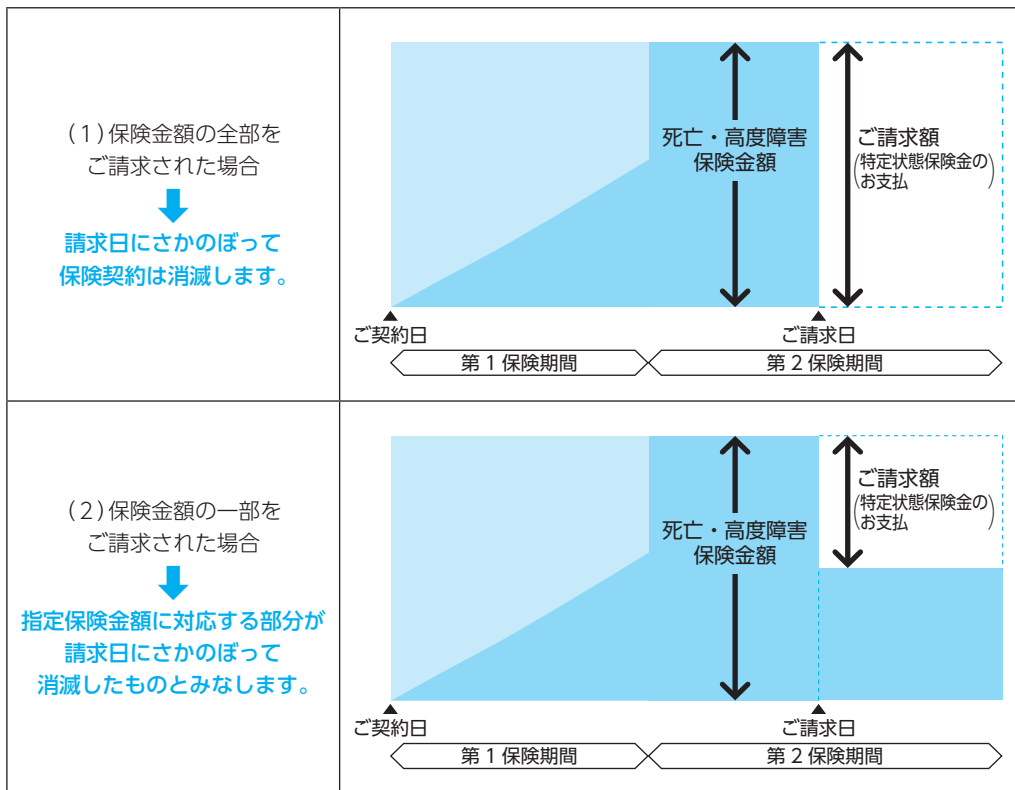 (1)保険金額の全部を
ご請求された場合
請求日にさかのぼって
保険契約は消滅します。
死亡・高度障害
保険金額
ご請求額
(特定状態保険金の
お支払)
ご契約日
ご請求日
第1保険期間
第2保険期間
(2)保険金額の一部を
ご請求された場合
指定保険金額に対応する部分が
請求日にさかのぼって
消滅したものとみなします。
死亡・高度障害
保険金額
ご請求額
(特定状態保険金の
お支払)
ご契約日
ご請求日
第1保険期間
第2保険期間